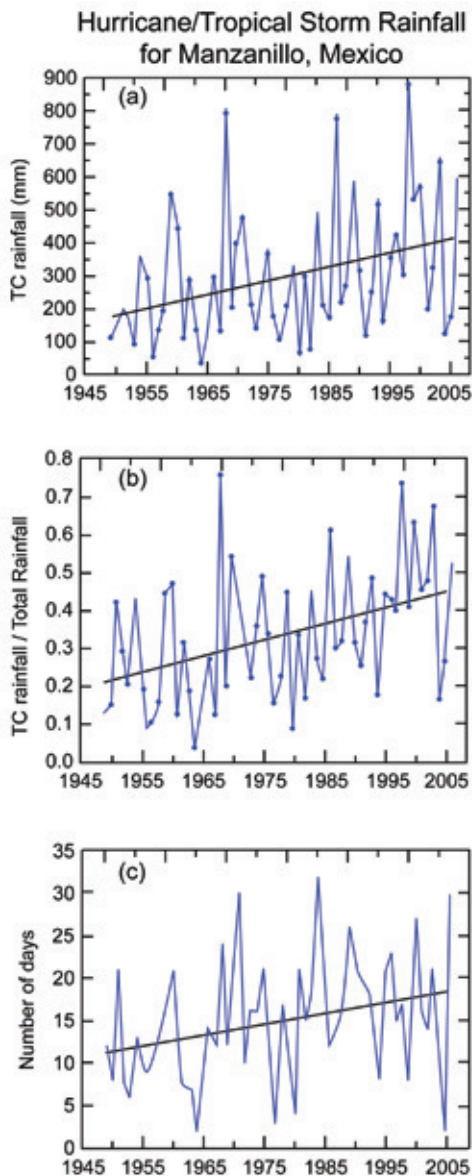 Hurricane/Tropical Storm Rainfall
for Manzanillo, Mexico
(a)
TC rainfall (mm)
900
800
700
600
500
400
300
200
100
0
1945 1955 1965 1975 1985 1995 2005
(b)
TC rainfall / Total Rainfall
0.8
0.7
0.6
0.5
0.4
0.3
0.2
0.1
0.0
1945 1955 1965 1975 1985 1995 2005
(c)
Number of days
35
30
25
20
15
10
5
0
1945 1955 1965 1975 1985 1995 2005